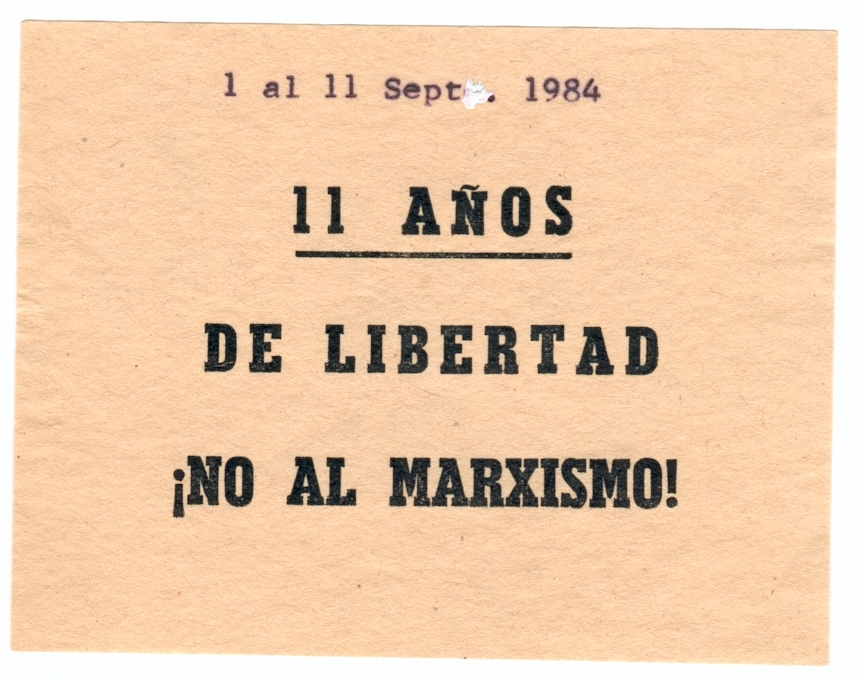 1 al 11 Sept. 1984
11 AÑOS
DE LIBERTAD
¡NO AL MARXISMO!